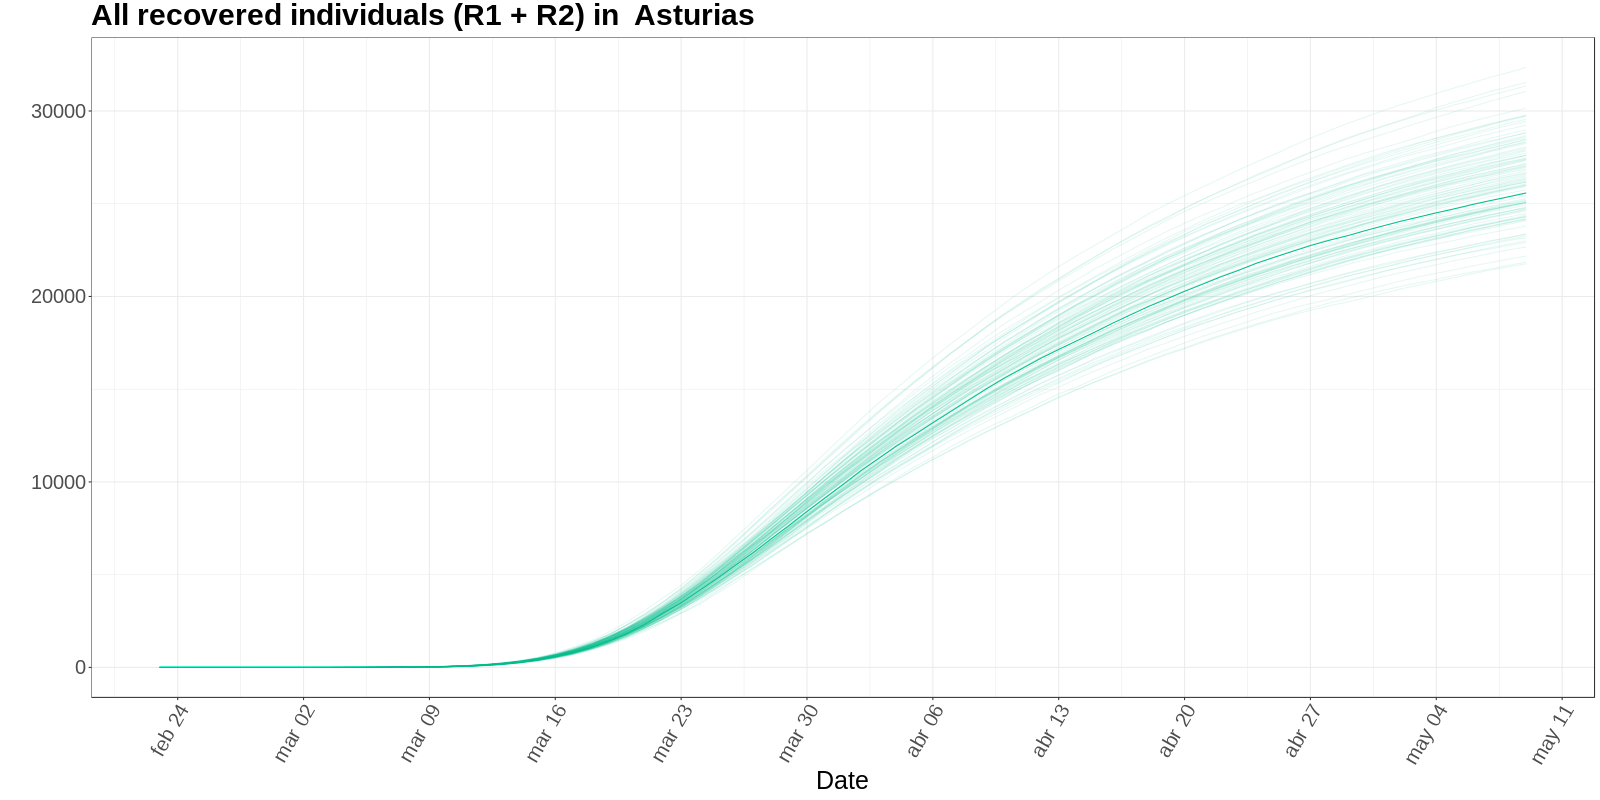 All recovered individuals (R1 + R2) in  Asturias
30000
20000
10000
0
feb 24
mar 02
mar 09
mar 16
mar 23
mar 30
abr 06
abr 13
abr 20
abr 27
may 04
may 11
Date